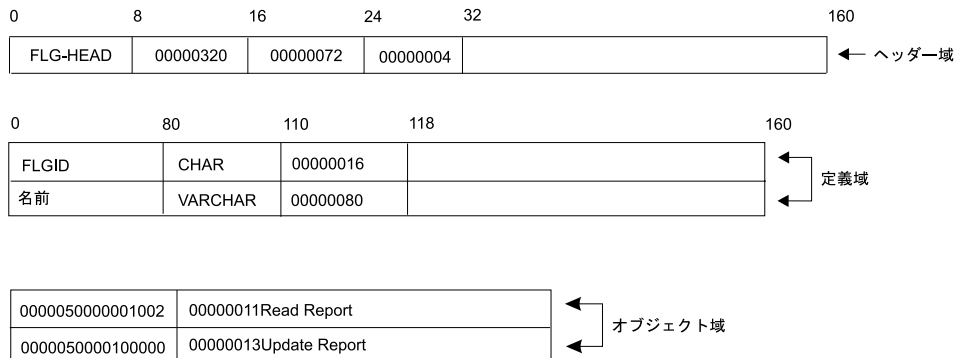 0 8 16 24 32 160
FLG-HEAD 00000320 00000072 00000004
ヘッダー域
0 80 110 118 160
FLGID CHAR 00000016
名前 VARCHAR 00000080
定義域
0000050000001002 00000011Read Report
0000050000100000 00000013Update Report
オブジェクト域